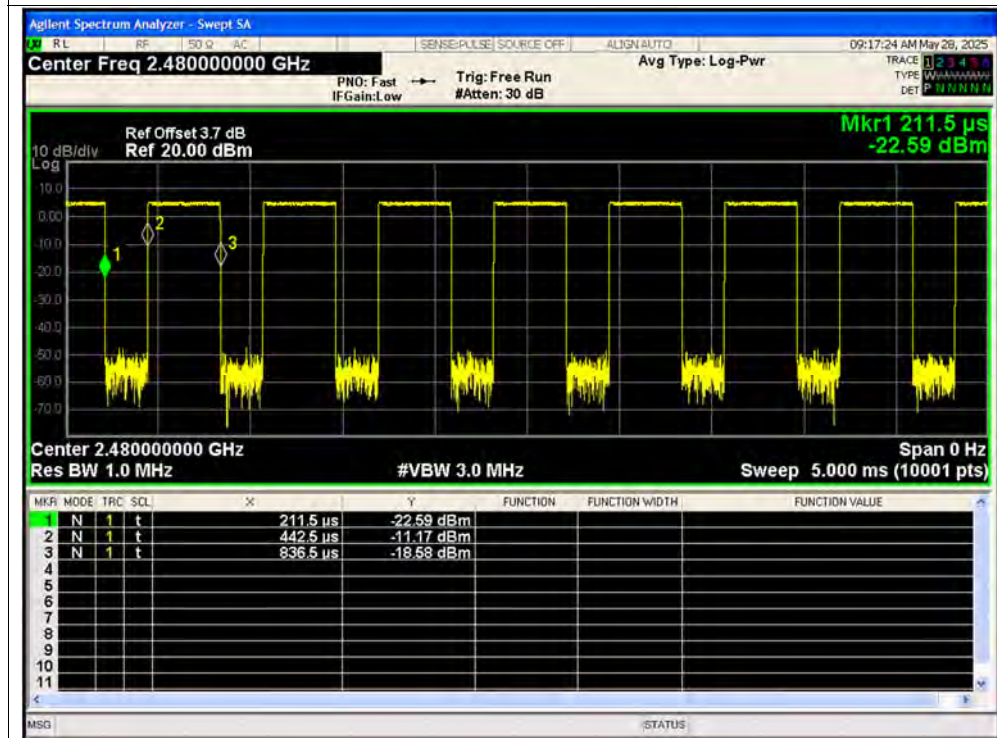 Agilent Spectrum Analyzer - Swept SA
RL RF 50 Ω AC SENSE:PULSE SOURCE OFF ALIGN AUTO 09:17:24 AM May 28, 2025
Center Freq 2.480000000 GHz Avg Type: Log-Pwr TRACE 1 2 3 4 5 6
PNO: Fast Trig: Free Run TYPE W
IFGain:Low #Atten: 30 dB DET P N N N N N
Mkr1 211.5 µs
Ref Offset 3.7 dB
10 dB/div Ref 20.00 dBm -22.59 dBm
Log
10.0
0.00
-10.0
-20.0
-30.0
-40.0
-50.0
-60.0
-70.0
1
2
3
Center 2.480000000 GHz Span 0 Hz
Res BW 1.0 MHz #VBW 3.0 MHz Sweep 5.000 ms (10001 pts)
MKR MODE TRC SCL X Y FUNCTION FUNCTION WIDTH FUNCTION VALUE
1 N 1 t 211.5 µs -22.59 dBm
2 N 1 t 442.5 µs -11.17 dBm
3 N 1 t 836.5 µs -18.58 dBm
4
5
6
7
8
9
10
11
MSG STATUS